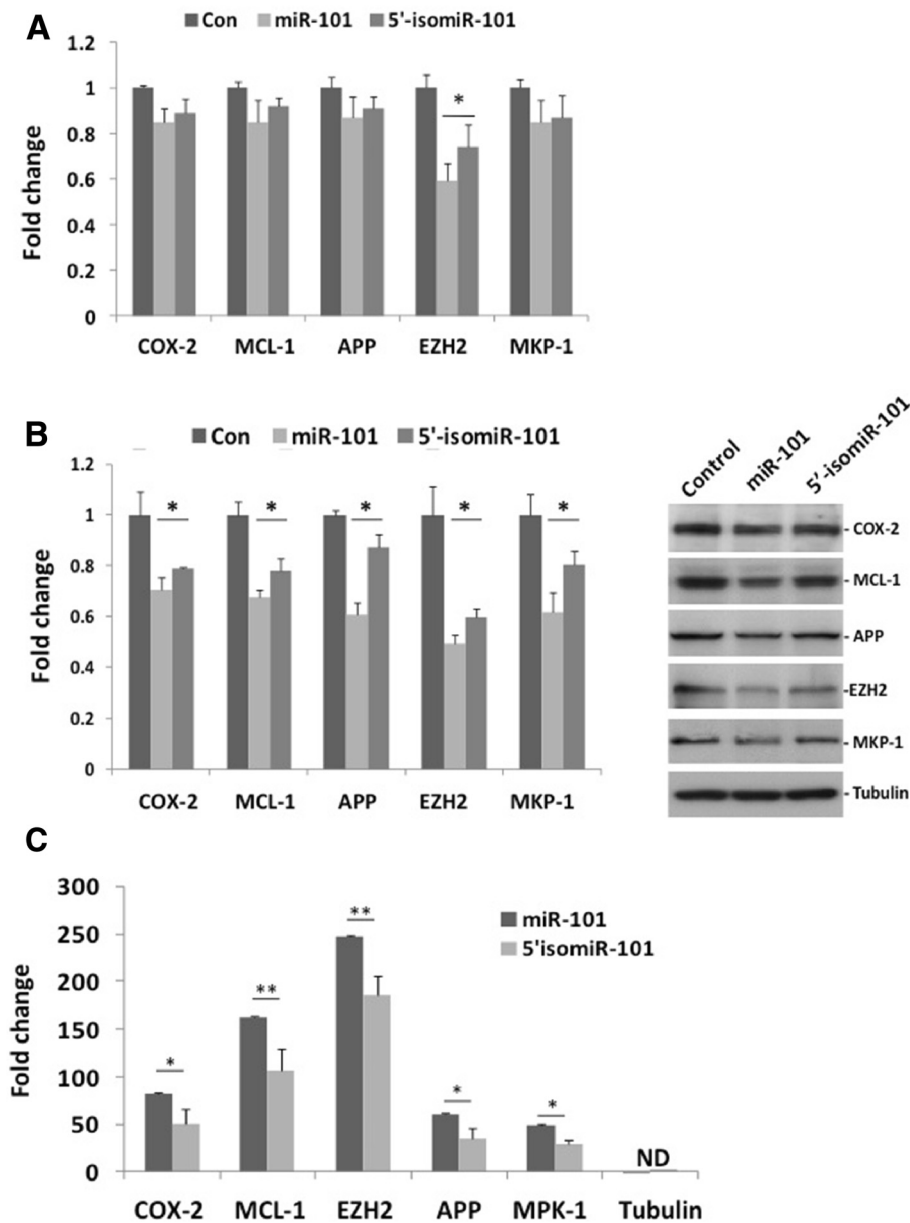 A
Con miR-101 5'-isomiR-101
Fold change
1.2
1
0.8
0.6
0.4
0.2
0
*
COX-2 MCL-1 APP EZH2 MKP-1
B
Con miR-101 5'-isomiR-101
Fold change
1.2
1
0.8
0.6
0.4
0.2
0
* * * * *
COX-2 MCL-1 APP EZH2 MKP-1
Control miR-101 5'-isomiR-101
- COX-2
- MCL-1
- APP
-EZH2
- MKP-1
- Tubulin
C
Fold change
300
250
200
150
100
50
0
miR-101
5'isomiR-101
* ** ** * * ND
COX-2 MCL-1 EZH2 APP MPK-1 Tubulin